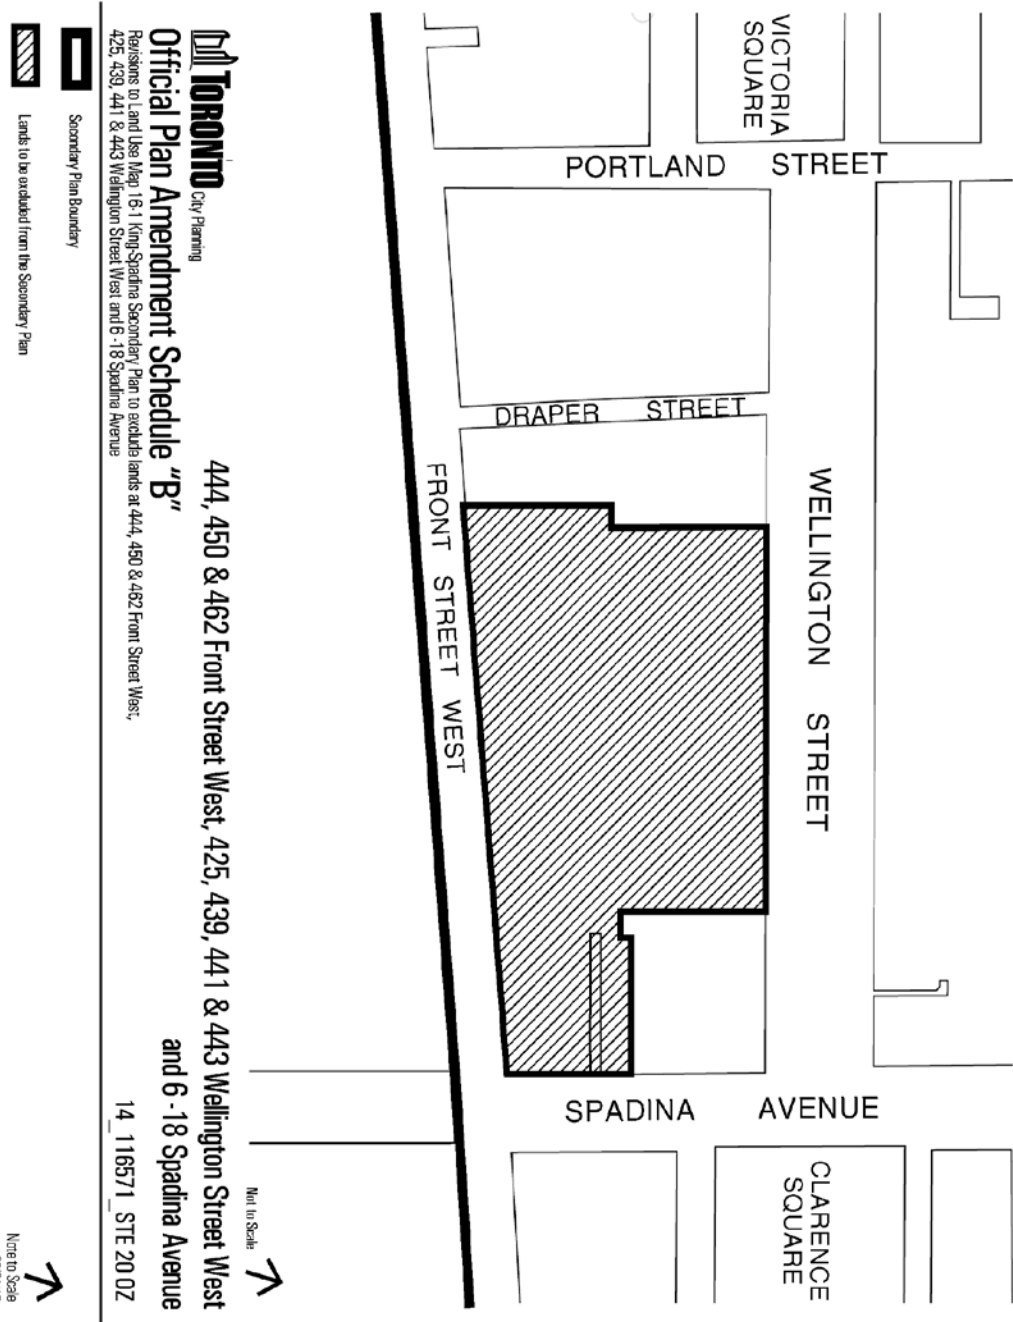 VICTORIA
SQUARE
PORTLAND STREET
DRAPER STREET
WELLINGTON STREET
FRONT STREET WEST
SPADINA AVENUE
CLARENCE
SQUARE
TORONTO City Planning
Official Plan Amendment Schedule "B"
Revisions to Land Use Map 16-1 King-Spadina Secondary Plan to exclude lands at 444, 450 & 462 Front Street West,
425, 439, 441 & 443 Wellington Street West and 6 -18 Spadina Avenue
444, 450 & 462 Front Street West, 425, 439, 441 & 443 Wellington Street West
and 6 -18 Spadina Avenue
14_116571_STE 20 OZ
Secondary Plan Boundary
Lands to be excluded from the Secondary Plan
Not to Scale
Note to Scale